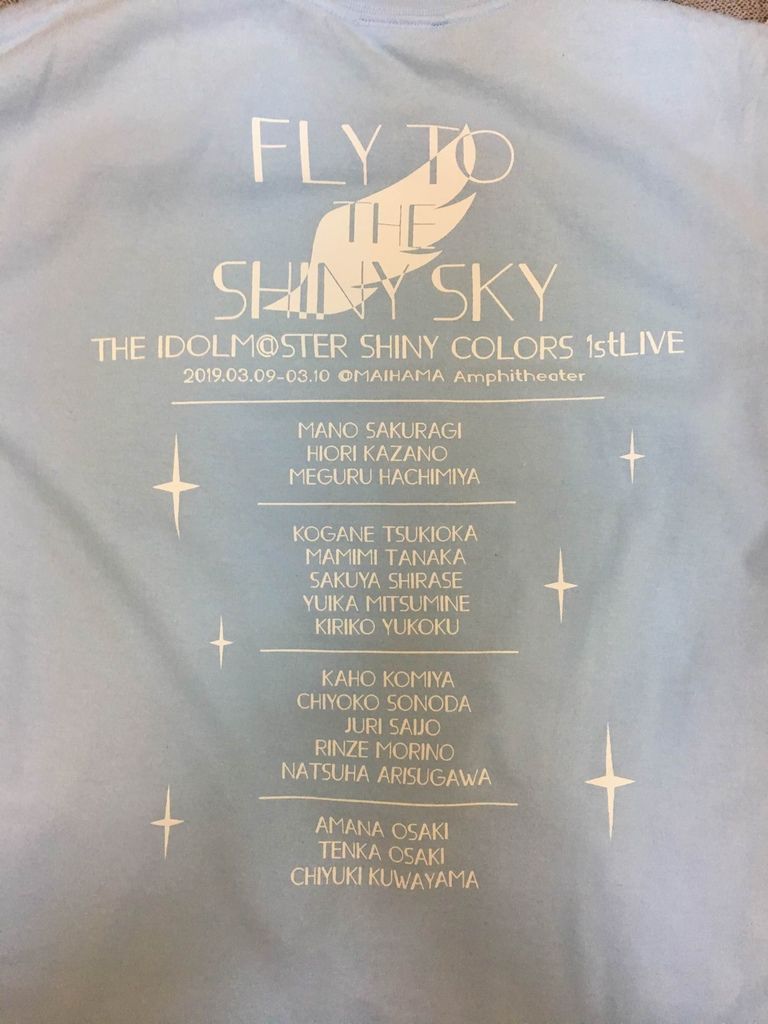 FLY TO
THE
SHINY SKY
THE IDOLM@STER SHINY COLORS 1stLIVE
2019.03.09-03.10 @MAIHAMA Amphitheater
MANO SAKURAGI
HIORI KAZANO
MEGURU HACHIMIYA
KOGANE TSUKIOKA
MAMIMI TANAKA
SAKUYA SHIRASE
YUIKA MITSUMINE
KIRIKO YUKOKU
KAHO KOMIYA
CHIYOKO SONODA
JURI SAIJO
RINZE MORINO
NATSUHA ARISUGAWA
AMANA OSAKI
TENKA OSAKI
CHIYUKI KUWAYAMA